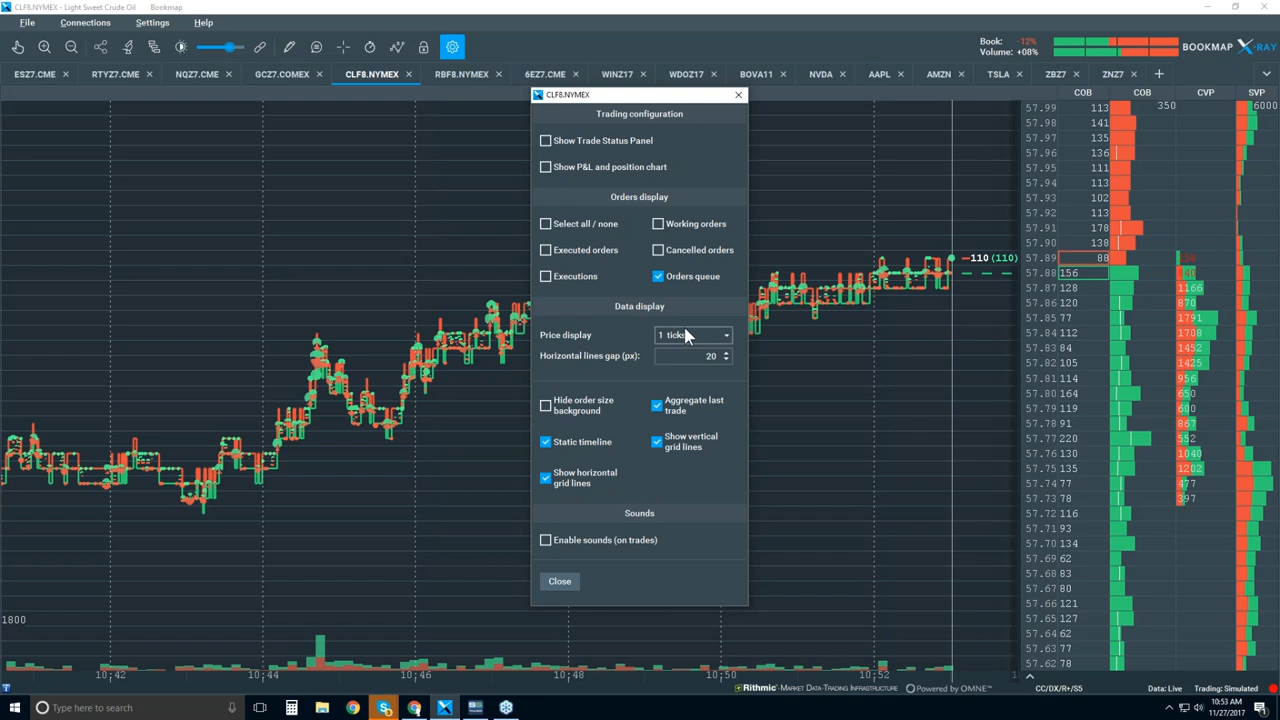 CLF8.NYMEX - Light Sweet Crude Oil    Bookmap
File Connections Settings Help
Book: -12%
Volume: +08%
BOOKMAP X-RAY
ESZ7.CME RTYZ7.CME NQZ7.CME GCZ7.COMEX CLF8.NYMEX RBF8.NYMEX 6EZ7.CME WINZ17 WDOZ17 BOVA11 NVDA AAPL AMZN TSLA ZBZ7 ZNZ7
COB COB CVP SVP
350 6000
CLF8.NYMEX
Trading configuration
Show Trade Status Panel
Show P&L and position chart
Orders display
Select all / none Working orders
Executed orders Cancelled orders
Executions Orders queue
Data display
Price display 1 ticks
Horizontal lines gap (px): 20
Hide order size background
Aggregate last trade
Static timeline
Show vertical grid lines
Show horizontal grid lines
Sounds
Enable sounds (on trades)
Close
110 (110)
57.99 113
57.98 141
57.97 135
57.96 136
57.95 111
57.94 113
57.93 102
57.92 113
57.91 178
57.90 138
57.89 88
57.88 156
57.87 128 1166
57.86 120 870
57.85 77 1791
57.84 112 1708
57.83 84 1452
57.82 105 1425
57.81 114 956
57.80 164 650
57.79 119 600
57.78 91 867
57.77 220 552
57.76 130 1040
57.75 135 1202
57.74 77 477
57.73 78 397
57.72 116
57.71 93
57.70 134
57.69 62
57.68 83
57.67 113
57.66 121
57.65 127
57.64 62
57.63 77
57.62 78
1800
10:42 10:44 10:46 10:48 10:50 10:52
Rithmic - MARKET DATA-TRADING INFRASTRUCTURE Powered by OMNE™
CC/DX/R+/S5 Data: Live Trading: Simulated
Type here to search
10:53 AM
11/27/2017